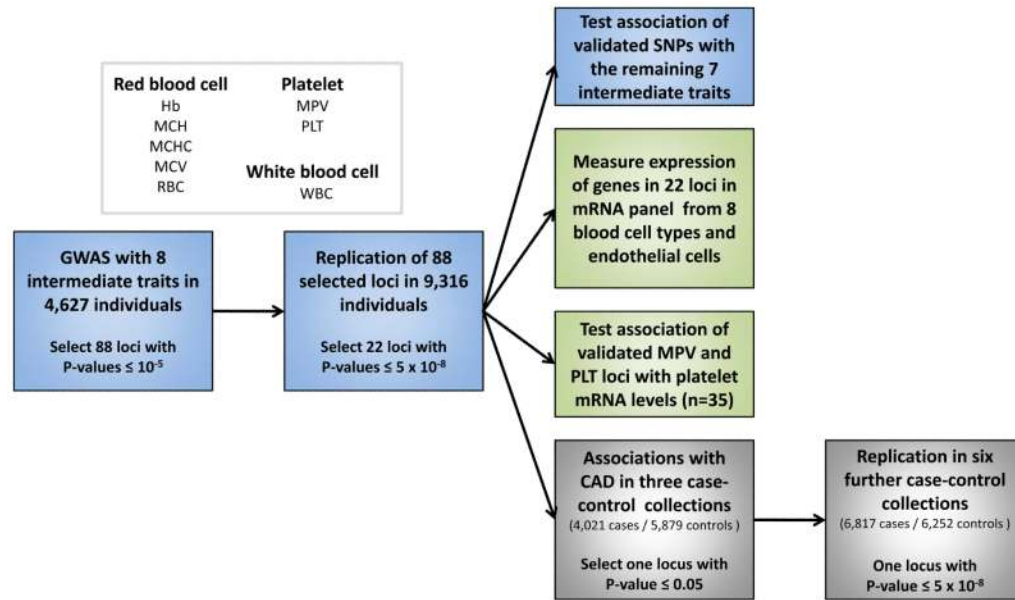 Red blood cell
Hb
MCH
MCHC
MCV
RBC
Platelet
MPV
PLT
White blood cell
WBC
GWAS with 8
intermediate traits in
4,627 individuals
Select 88 loci with
P-values ≤ 10⁻⁵
Replication of 88
selected loci in 9,316
individuals
Select 22 loci with
P-values ≤ 5 x 10⁻⁸
Test association of
validated SNPs with
the remaining 7
intermediate traits
Measure expression
of genes in 22 loci in
mRNA panel from 8
blood cell types and
endothelial cells
Test association of
validated MPV and
PLT loci with platelet
mRNA levels (n=35)
Associations with
CAD in three case-
control collections
(4,021 cases / 5,879 controls )
Select one locus with
P-value ≤ 0.05
Replication in six
further case-control
collections
(6,817 cases / 6,252 controls )
One locus with
P-value ≤ 5 x 10⁻⁸